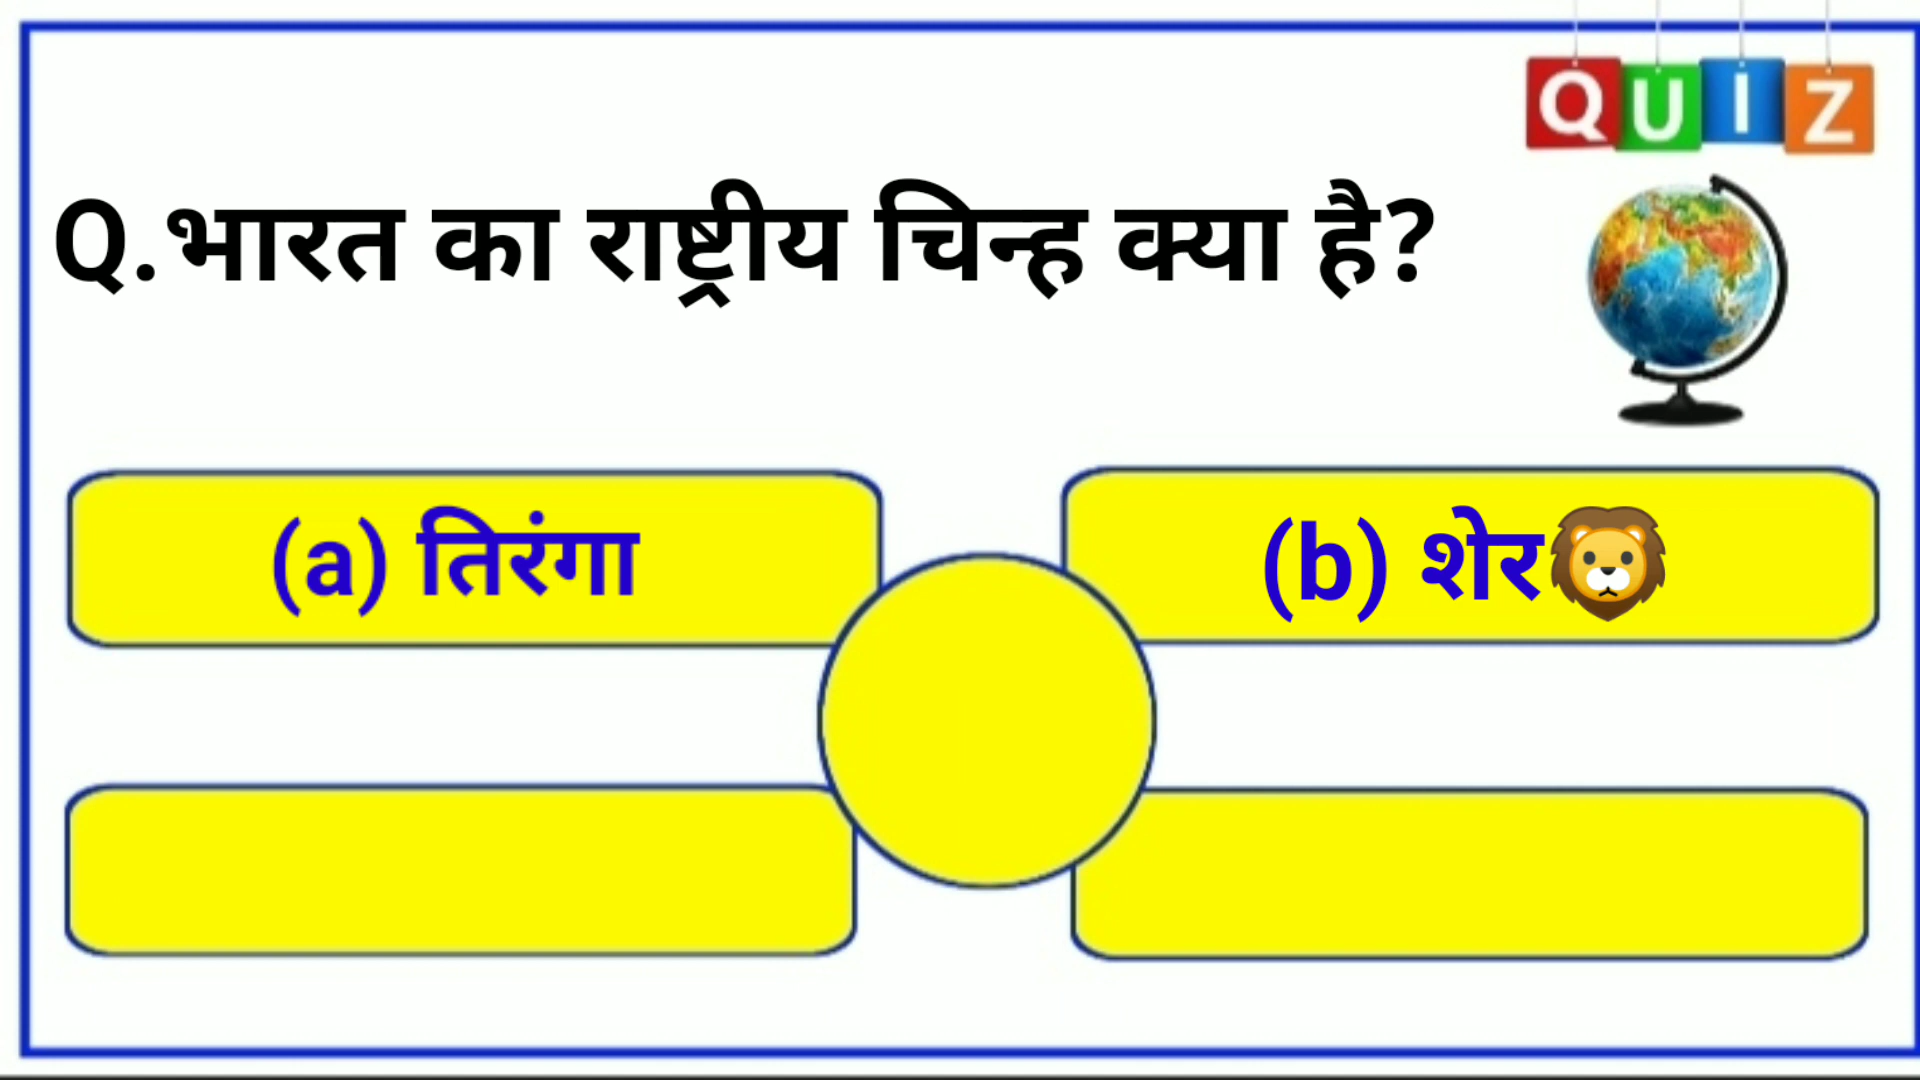 QUIZ
Q.भारत का राष्ट्रीय चिन्ह क्या है?
(a) तिरंगा
(b) शेर🦁